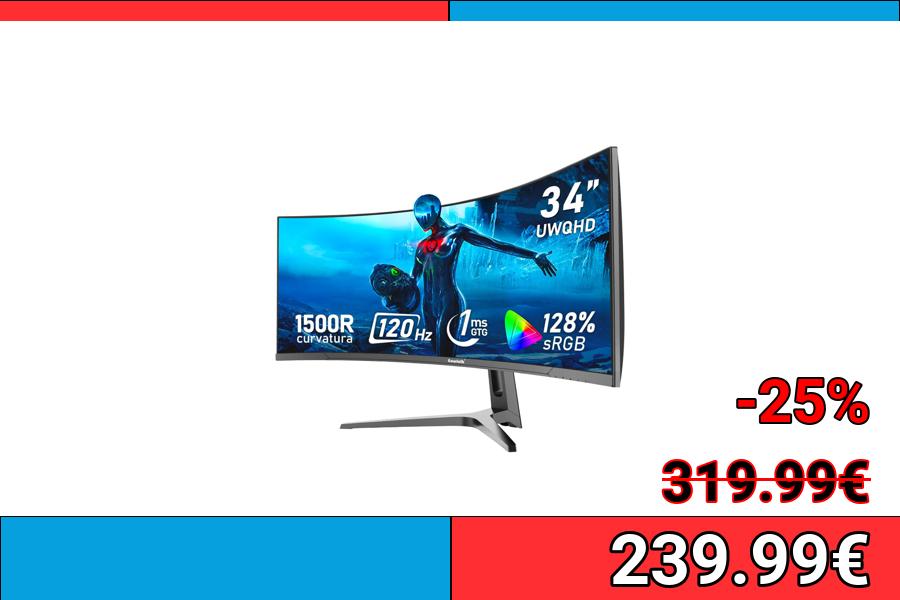 34"
UWQHD
1500R
curvatura
120Hz
1ms
GTG
128%
sRGB
-25%
319.99€
239.99€